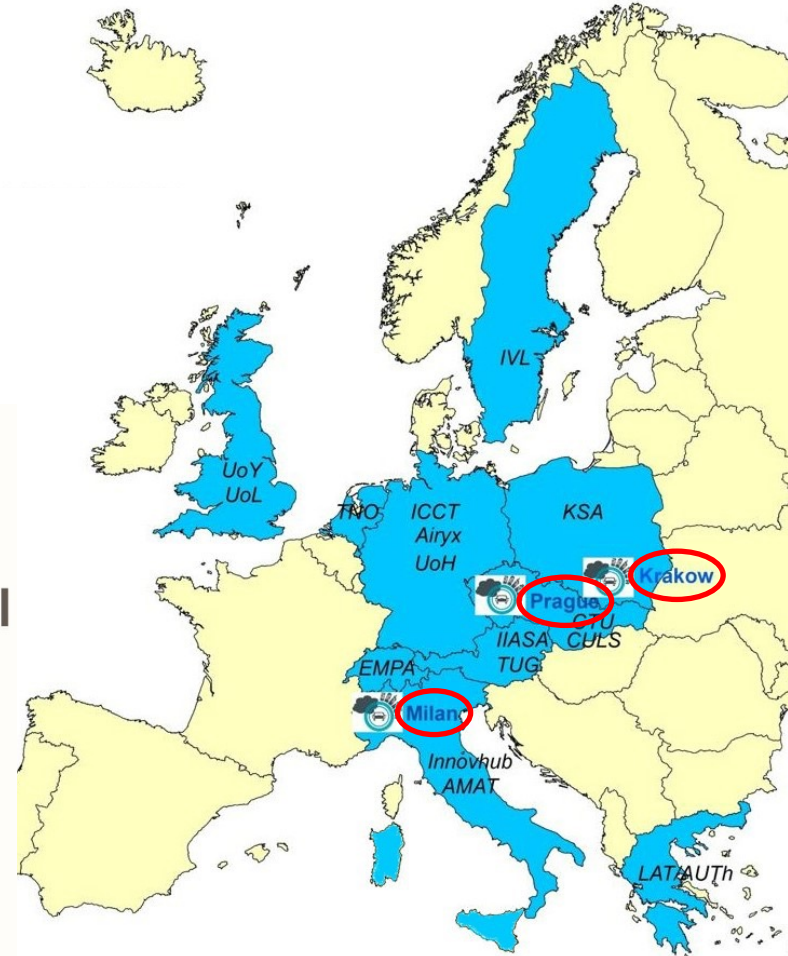 IVL
UoY
UoL
TNO
ICCT
Airyx
UoH
KSA
Krakow
Prague
CTU
CULS
IIASA
TUG
EMPA
Milan
Innovhub
AMAT
LAT/AUTh